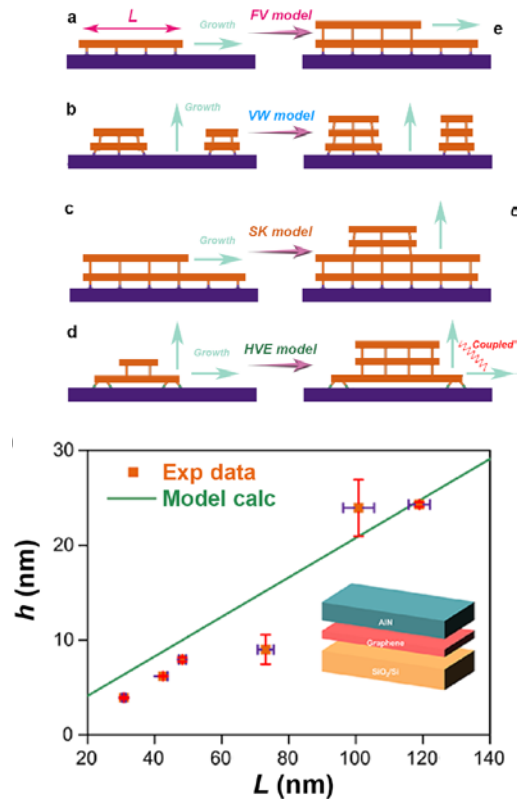 a
L
Growth
FV model
e
b
Growth
VW model
c
Growth
SK model
d
Growth
HVE model
Coupled
30
20
10
0
h (nm)
Exp data
Model calc
AlN
Graphene
SiO₂/Si
20 40 60 80 100 120 140
L (nm)